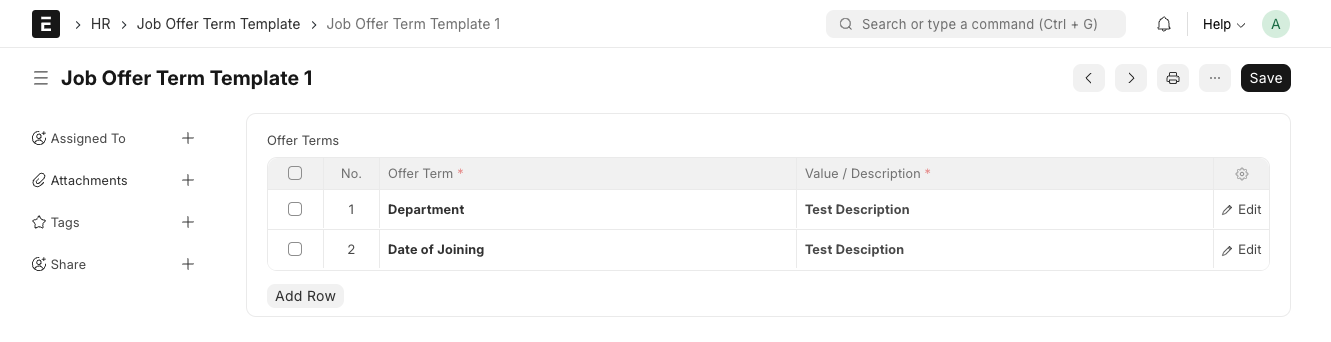 E HR Job Offer Term Template Job Offer Term Template 1 Search or type a command (Ctrl + G) Help A
Job Offer Term Template 1 ... Save
Assigned To
Attachments
Tags
Share
Offer Terms
No. Offer Term * Value / Description *
1 Department Test Description Edit
2 Date of Joining Test Desciption Edit
Add Row